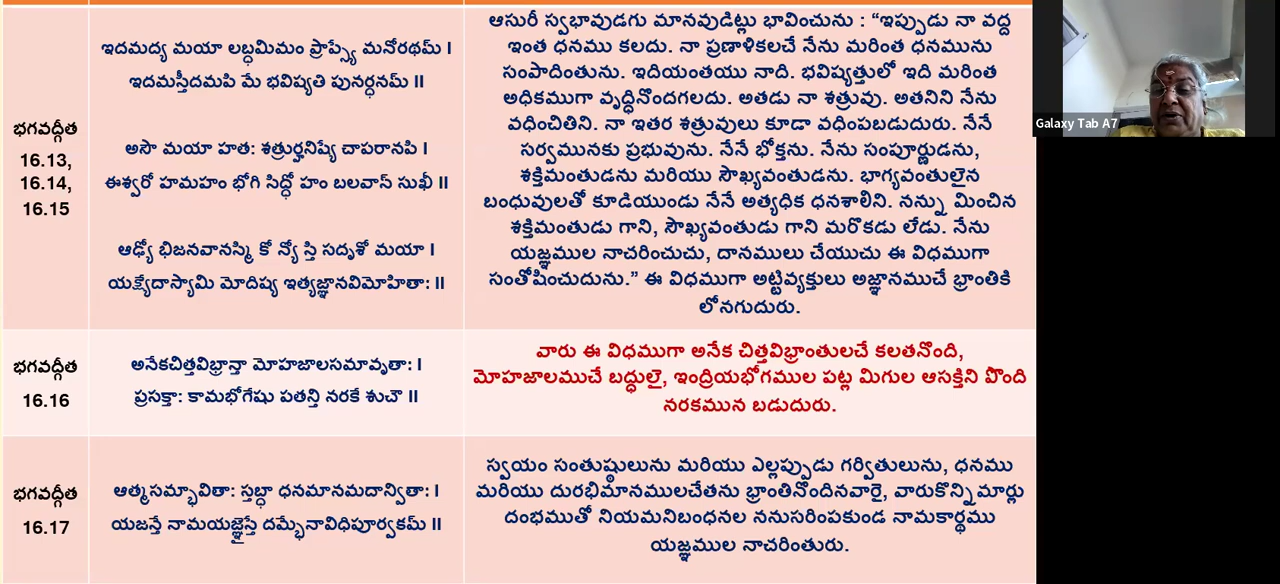 భగవద్గీత
16.13,
16.14,
16.15
ఇదమద్య మయా లబ్ధమిమం ప్రాప్స్యే మనోరథమ్ I
ఇదమస్తీదమపి మే భవిష్యతి పునర్ధనమ్ II
అసౌ మయా హత: శత్రుర్హనిష్యే చాపరానపి I
ఈశ్వరో హమహం భోగి సిద్ధో హం బలవాన్ సుఖీ II
ఆఢ్యో భిజనవానస్మి కో న్యో స్తి సదృశో మయా I
యక్ష్యేదాస్యామి మోదిష్య ఇత్యజ్ఞానవిమోహితా: II
ఆసురీ స్వభావుడగు మానవుడిట్లు భావించును : “ఇప్పుడు నా వద్ద
ఇంత ధనము కలదు. నా ప్రణాళికలచే నేను మరింత ధనమును
సంపాదింతును. ఇదియంతయు నాది. భవిష్యత్తులో ఇది మరింత
అధికముగా వృద్ధినొందగలదు. అతడు నా శత్రువు. అతనిని నేను
వధించితిని. నా ఇతర శత్రువులు కూడా వధింపబడుదురు. నేనే
సర్వమునకు ప్రభువును. నేనే భోక్తను. నేను సంపూర్ణుడను,
శక్తిమంతుడను మరియు సౌఖ్యవంతుడను. భాగ్యవంతులైన
బంధువులతో కూడియుండు నేనే అత్యధిక ధనశాలిని. నన్ను మించిన
శక్తిమంతుడు గాని, సౌఖ్యవంతుడు గాని మరొకడు లేడు. నేను
యజ్ఞముల నాచరించుచు, దానములు చేయుచు ఈ విధముగా
సంతోషించుదును.” ఈ విధముగా అట్టివ్యక్తులు అజ్ఞానముచే భ్రాంతికి
లోనగుదురు.
భగవద్గీత
16.16
అనేకచిత్తవిభ్రాన్తా మోహజాలసమావృతా: I
ప్రసక్తా: కామభోగేషు పతన్తి నరకే శుచౌ II
వారు ఈ విధముగా అనేక చిత్తవిభ్రాంతులచే కలతనొంది,
మోహజాలముచే బద్ధులై, ఇంద్రియభోగముల పట్ల మిగుల ఆసక్తిని పొంది
నరకమున బడుదురు.
భగవద్గీత
16.17
ఆత్మసమ్భావితా: స్తబ్ధా ధనమానమదాన్వితా: I
యజన్తే నామయజ్ఞైస్తే దమ్భేనావిధిపూర్వకమ్ II
స్వయం సంతుష్ఠులును మరియు ఎల్లప్పుడు గర్వితులును, ధనము
మరియు దురభిమానములచేతను భ్రాంతినొందినవారై, వారుకొన్నిమార్లు
దంభముతో నియమనిబంధనల ననుసరింపకుండ నామకార్థము
యజ్ఞముల నాచరింతురు.
Galaxy Tab A7